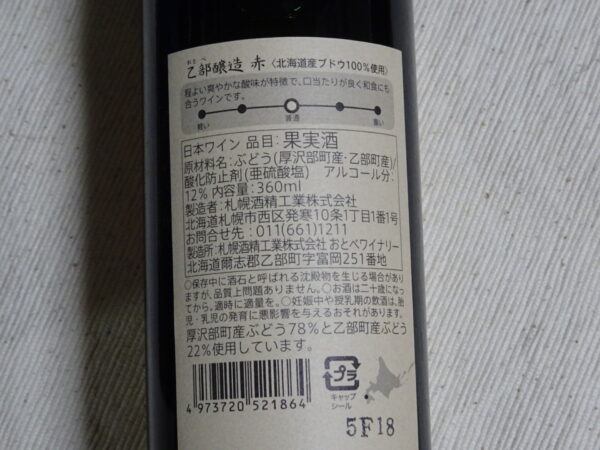 おとべ
乙部醸造 赤〈北海道産ブドウ100%使用〉
程よい爽やかな酸味が特徴で、口当たりが良く和食にも
合うワインです。
軽い 普通 重い
日本ワイン 品目:果実酒
原材料名:ぶどう(厚沢部町産・乙部町産)/
酸化防止剤(亜硫酸塩) アルコール分:
12% 内容量:360ml
製造者:札幌酒精工業株式会社
北海道札幌市西区発寒10条1丁目1番1号
お問合せ先:011(661)1211
製造所:札幌酒精工業株式会社 おとべワイナリー
北海道爾志郡乙部町字富岡251番地
○保存中に酒石と呼ばれる沈殿物を生じる場合があり
ますが、品質上問題ありません。○お酒は二十歳になっ
てから。適時に適量を。○妊娠中や授乳期の飲酒は、胎
児・乳児の発育に悪影響を与えるおそれがあります。
厚沢部町産ぶどう78%と乙部町産ぶどう
22%使用しています。
プラ
キャップ
シール
4 973720 521864
5F18